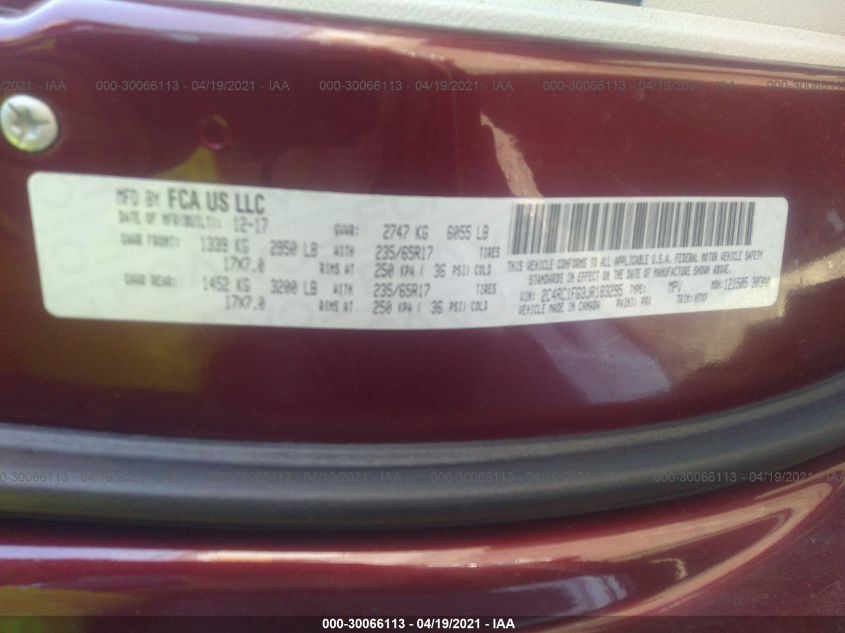 000-30066113 - 04/19/2021 - IAA
MFD BY FCA US LLC
DATE OF MFR(BUILT): 12-17 GVWR: 2747 KG 6055 LB
GAWR FRONT: 1339 KG 2950 LB WITH 235/65R17 TIRES
17X7.0 RIMS AT 250 KPA ( 36 PSI) COLD
GAWR REAR: 1452 KG 3200 LB WITH 235/65R17 TIRES
17X7.0 RIMS AT 250 KPA ( 36 PSI) COLD
THIS VEHICLE CONFORMS TO ALL APPLICABLE U.S.A. FEDERAL MOTOR VEHICLE SAFETY
STANDARDS IN EFFECT ON THE DATE OF MANUFACTURE SHOWN ABOVE.
VIN: TYPE: MPV MDH: 121505
VEHICLE MADE IN CANADA PAINT: TRIM:
000-30066113 - 04/19/2021 - IAA
000-30066113 - 04/19/2021 - IAA